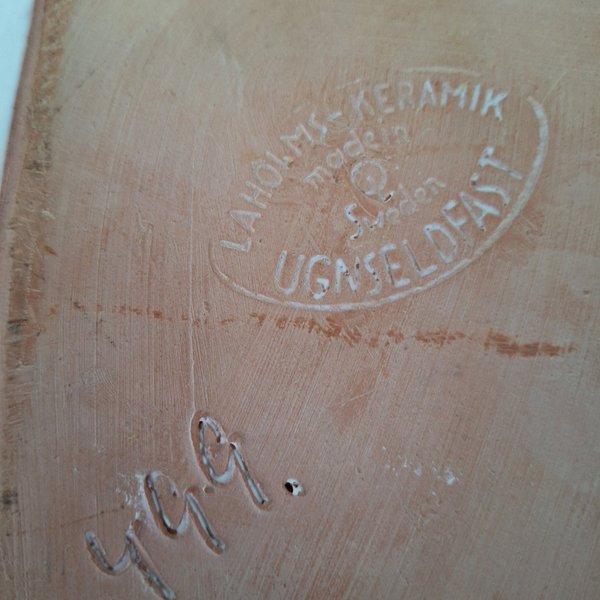 LAHOLMS-KERAMIK
made in
Sweden
UGNSELDFAST
499.